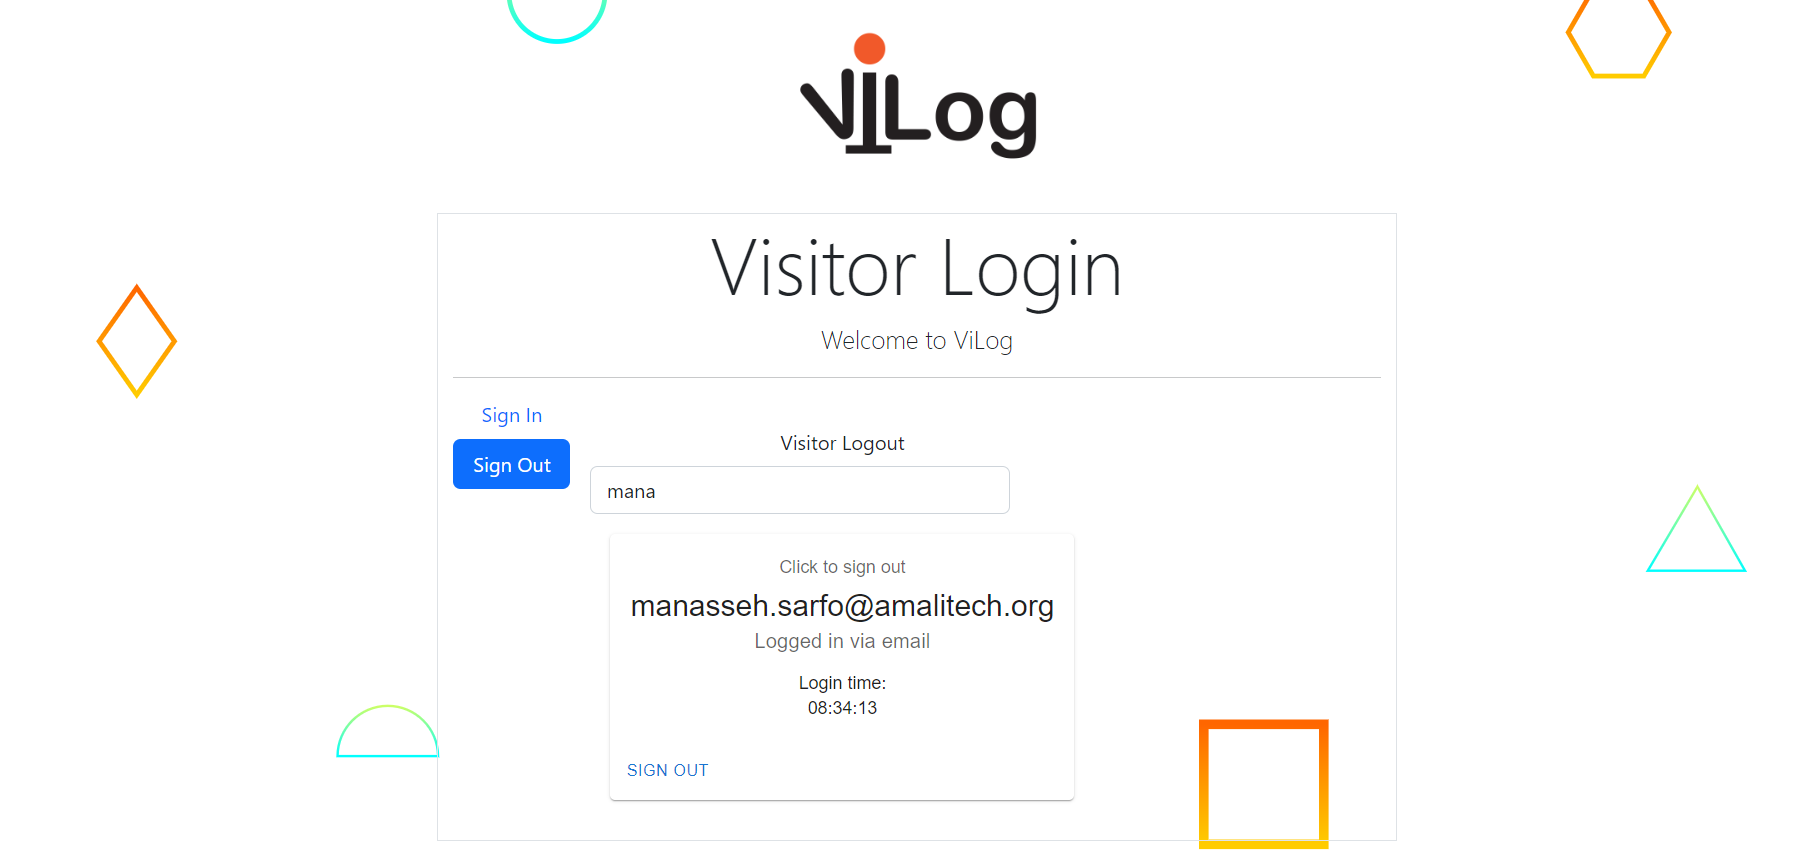 ViLog
Visitor Login
Welcome to ViLog
Sign In
Sign Out
Visitor Logout
mana
Click to sign out
manasseh.sarfo@amalitech.org
Logged in via email
Login time:
08:34:13
SIGN OUT